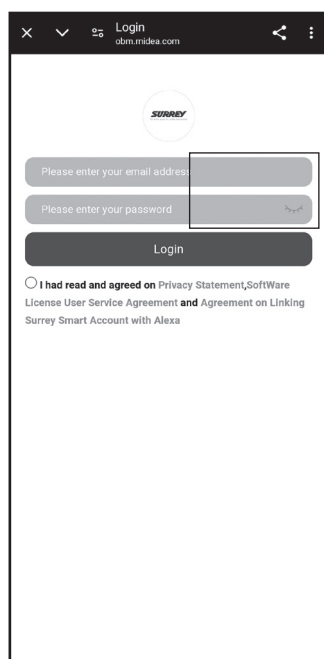 Login
obm.midea.com
SURREY
Please enter your email address
Please enter your password
Login
I had read and agreed on Privacy Statement,SoftWare
License User Service Agreement and Agreement on Linking
Surrey Smart Account with Alexa